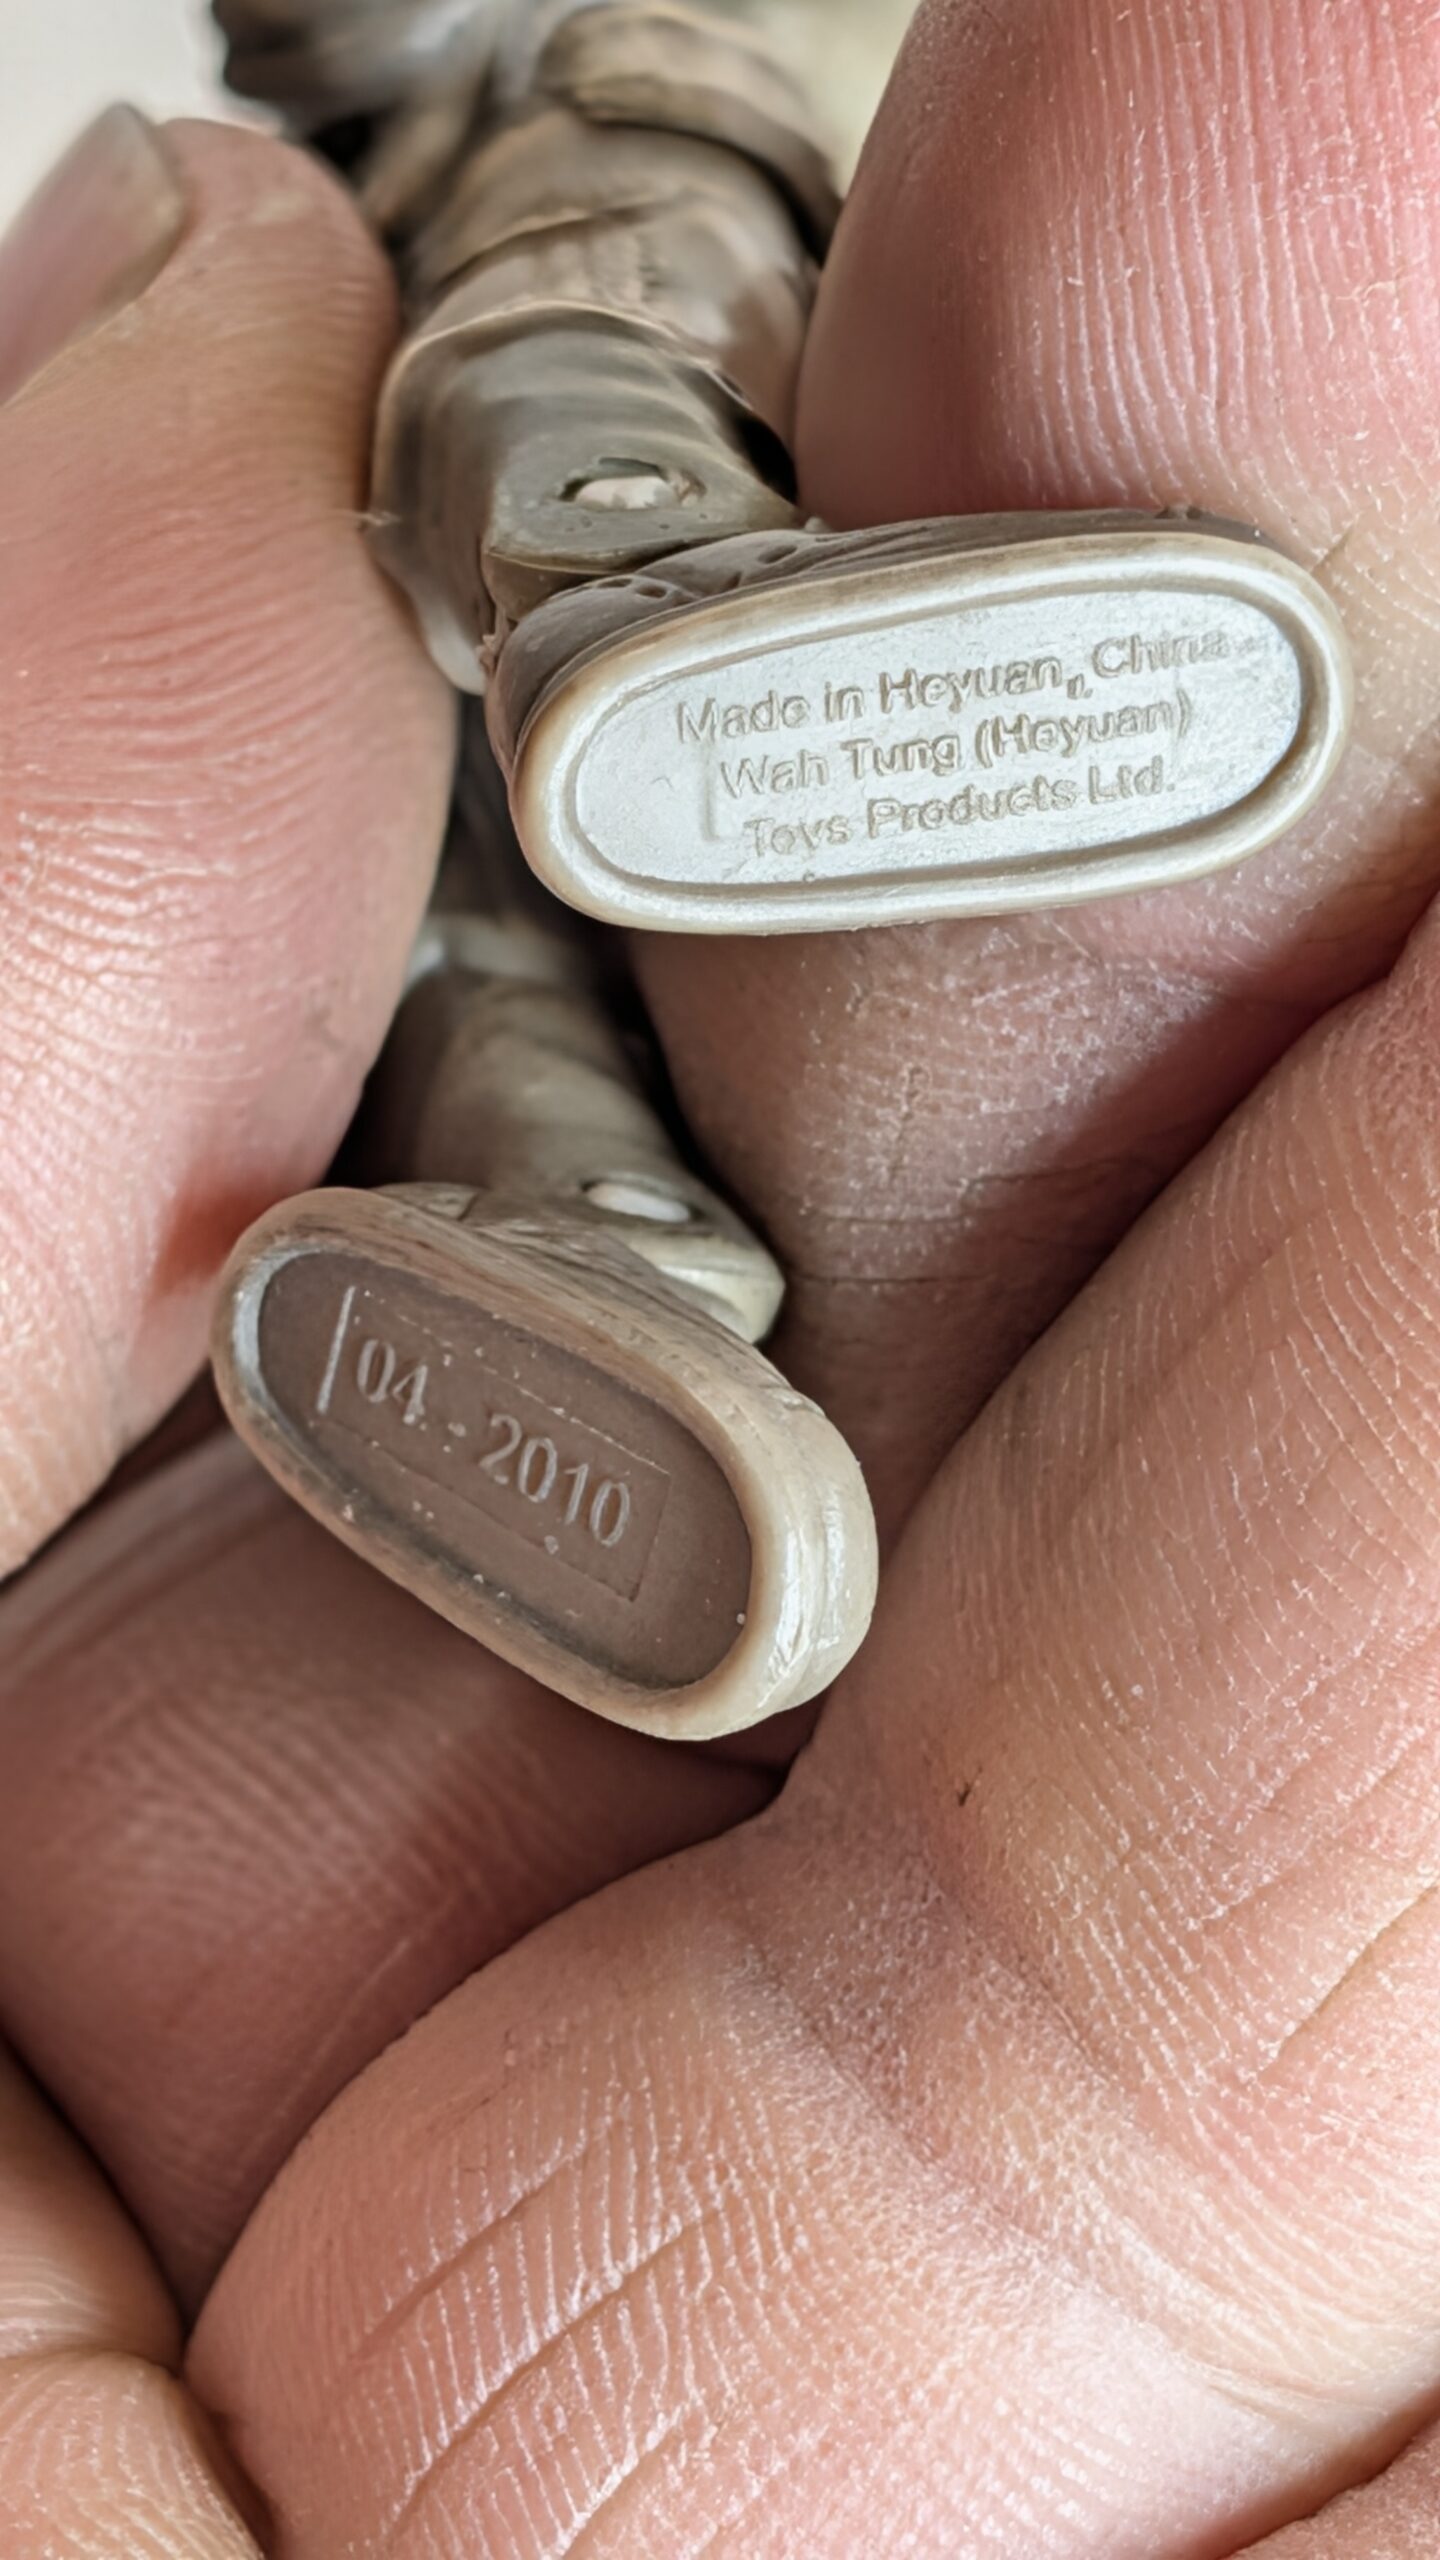 Made in Heyuan, China
Wah Tung (Heyuan)
Toys Products Ltd.
04 - 2010